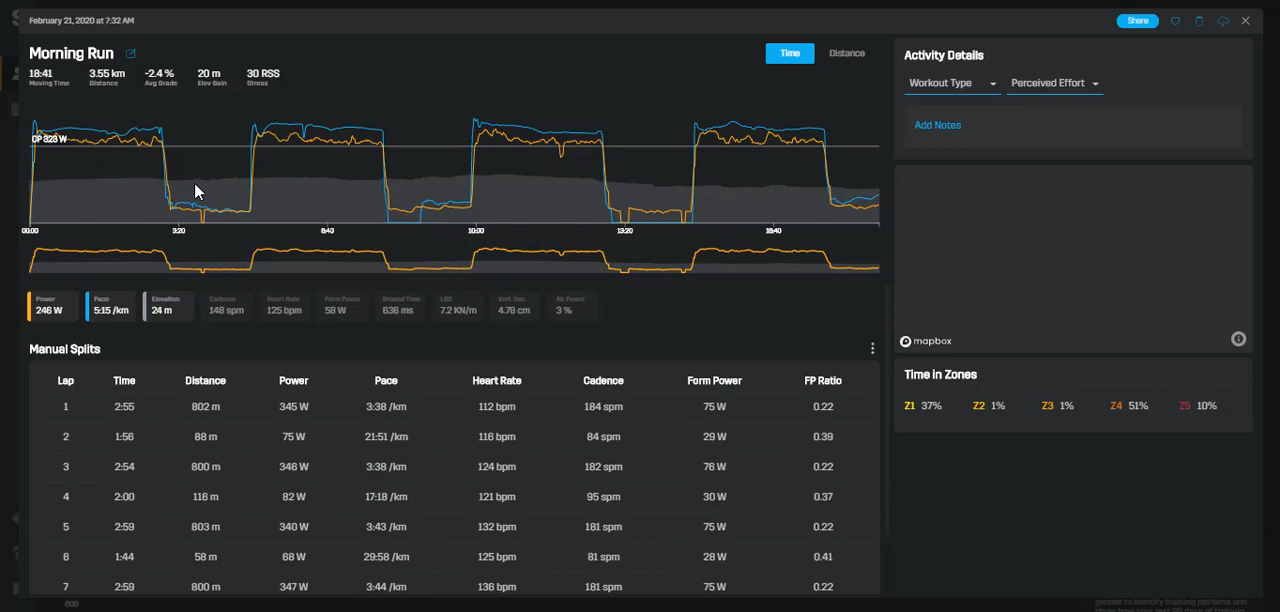 February 21, 2020 at 7:32 AM
Share
Morning Run
Time Distance
18:41 3.55 km -2.4 % 20 m 30 RSS
Moving Time Distance Avg Grade Elev Gain Stress
CP 323 W
00:00 3:20 6:40 10:00 13:20 16:40
Power Pace Elevation Cadence Heart Rate Form Power Ground Time LSS Vert. Osc. Air Power
246 W 5:15 /km 24 m 148 spm 125 bpm 58 W 636 ms 7.2 KN/m 4.78 cm 3 %
Manual Splits
Lap Time Distance Power Pace Heart Rate Cadence Form Power FP Ratio
1 2:55 802 m 345 W 3:38 /km 112 bpm 184 spm 75 W 0.22
2 1:56 88 m 75 W 21:51 /km 116 bpm 84 spm 29 W 0.39
3 2:54 800 m 346 W 3:38 /km 124 bpm 182 spm 76 W 0.22
4 2:00 116 m 82 W 17:18 /km 121 bpm 95 spm 30 W 0.37
5 2:59 803 m 340 W 3:43 /km 132 bpm 181 spm 75 W 0.22
6 1:44 58 m 68 W 29:58 /km 125 bpm 81 spm 28 W 0.41
7 2:59 800 m 347 W 3:44 /km 136 bpm 181 spm 75 W 0.22
Activity Details
Workout Type Perceived Effort
Add Notes
mapbox
Time in Zones
Z1 37% Z2 1% Z3 1% Z4 51% Z5 10%